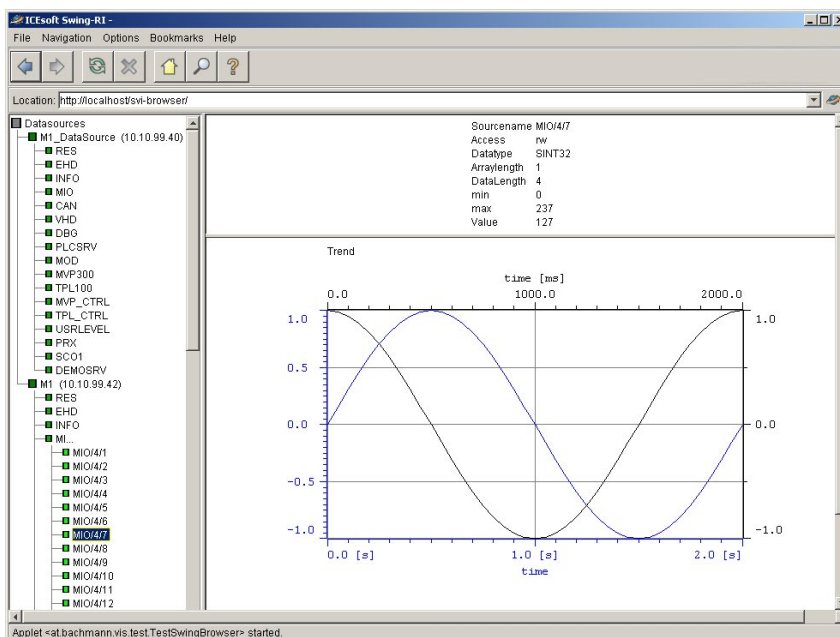 ICEsoft Swing-RI -
File Navigation Options Bookmarks Help
Location: http://localhost/svi-browser/
Datasources
M1_DataSource (10.10.99.40)
RES
EHD
INFO
MIO
CAN
VHD
DBG
PLCSRV
MOD
MVP300
TPL100
MVP_CTRL
TPL_CTRL
USRLEVEL
PRX
SCO1
DEMOSRV
M1 (10.10.99.42)
RES
EHD
INFO
MI...
MIO/4/1
MIO/4/2
MIO/4/3
MIO/4/4
MIO/4/5
MIO/4/6
MIO/4/7
MIO/4/8
MIO/4/9
MIO/4/10
MIO/4/11
MIO/4/12
Sourcename MIO/4/7
Access rw
Datatype SINT32
Arraylength 1
DataLength 4
min 0
max 237
Value 127
Trend
time [ms]
0.0 1000.0 2000.0
1.0 1.0
0.5
0.0 0.0
-0.5
-1.0 -1.0
0.0 [s] 1.0 [s] 2.0 [s]
time
Applet <at.bachmann.vis.test.TestSwingBrowser> started.